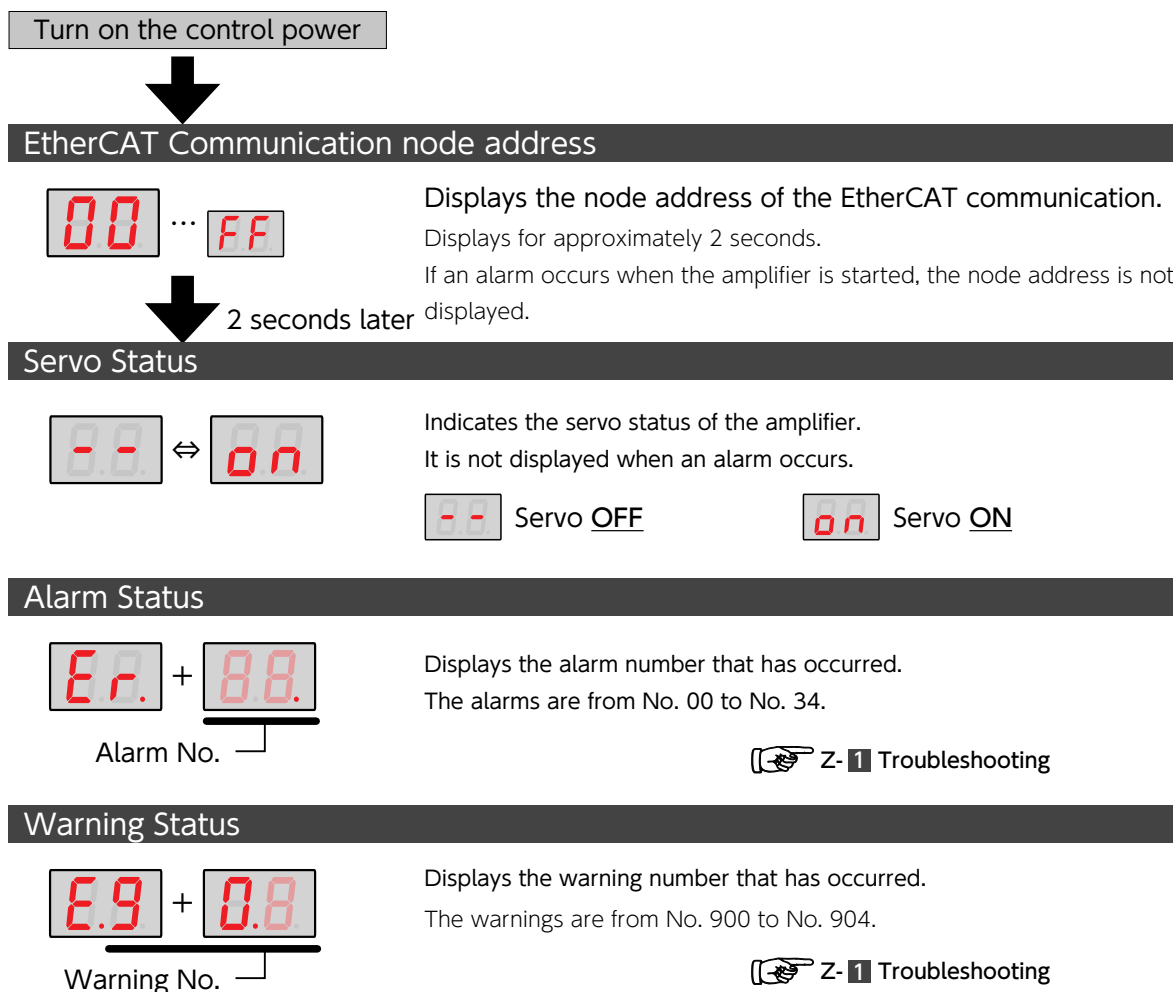 Turn on the control power
EtherCAT Communication node address
00 … FF
Displays the node address of the EtherCAT communication.
Displays for approximately 2 seconds.
If an alarm occurs when the amplifier is started, the node address is not
displayed.
2 seconds later
Servo Status
-- ⇔ on
Indicates the servo status of the amplifier.
It is not displayed when an alarm occurs.
-- Servo OFF
on Servo ON
Alarm Status
Er. + 88.
Alarm No.
Displays the alarm number that has occurred.
The alarms are from No. 00 to No. 34.
Z- 1 Troubleshooting
Warning Status
E.9 + 0.8
Warning No.
Displays the warning number that has occurred.
The warnings are from No. 900 to No. 904.
Z- 1 Troubleshooting